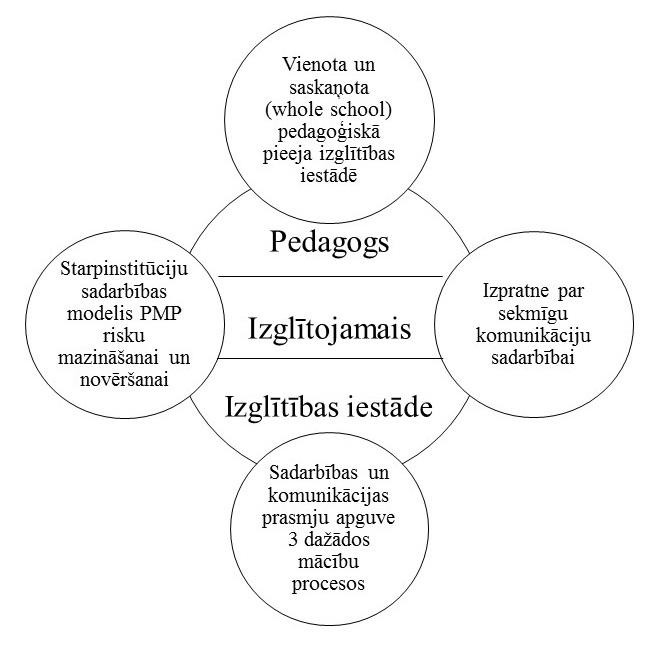 Vienota un
saskaņota
(whole school)
pedagoģiskā
pieeja izglītības
iestādē
Pedagogs
Starpinstitūciju
sadarbības
modelis PMP
risku
mazināšanai un
novēršanai
Izglītojamais
Izpratne par
sekmīgu
komunikāciju
sadarbībai
Izglītības iestāde
Sadarbības un
komunikācijas
prasmju apguve
3 dažādos
mācību
procesos